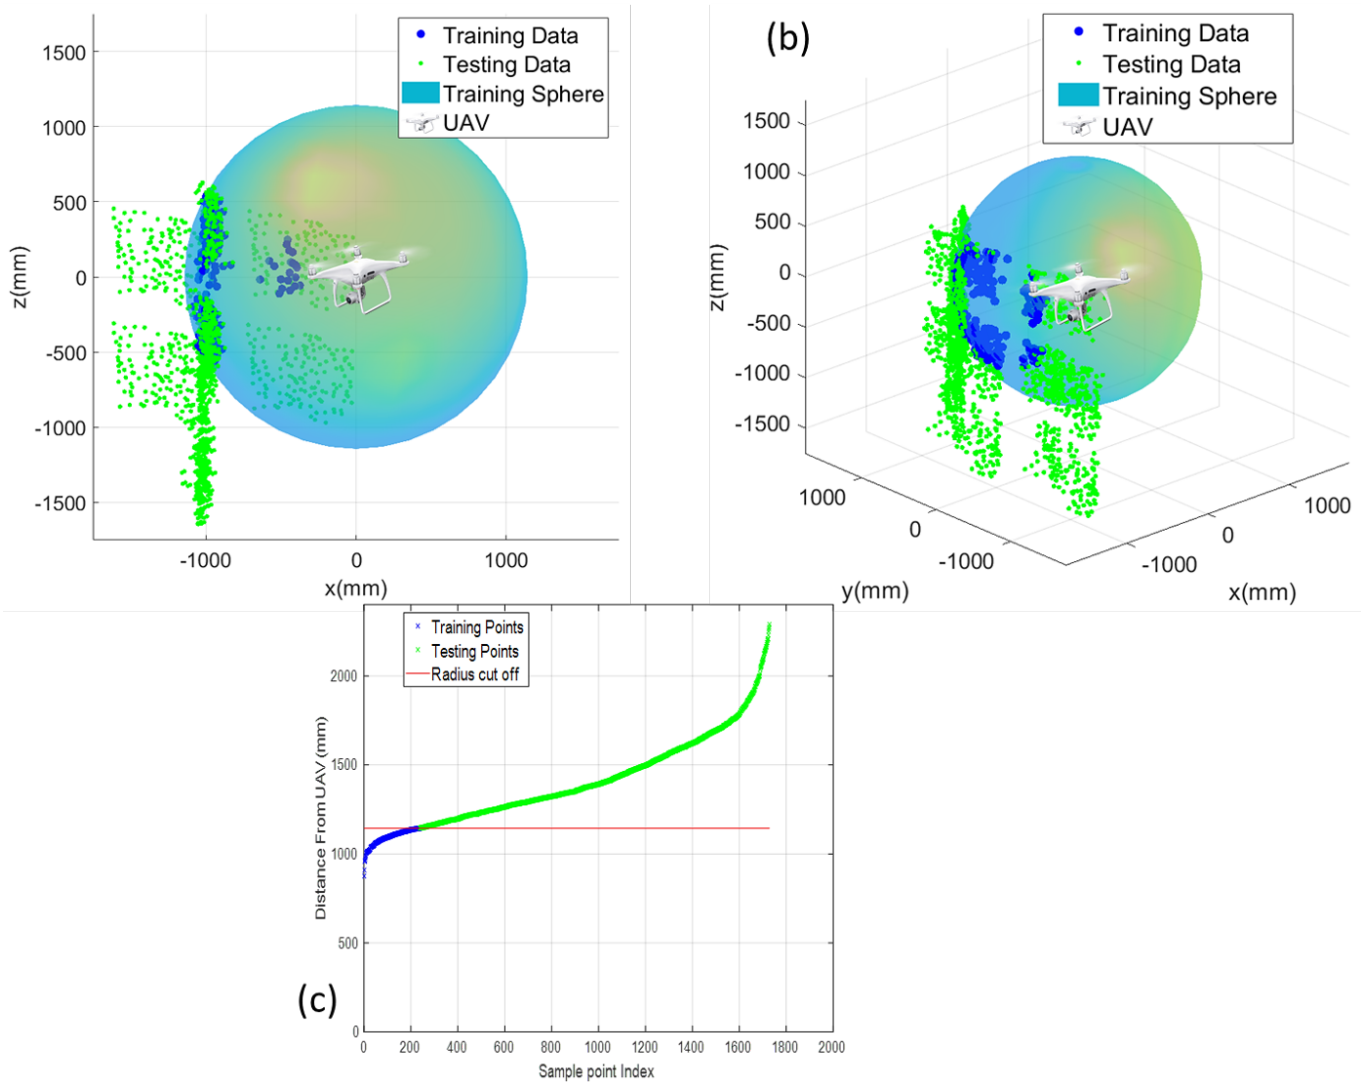 Training Data
Testing Data
Training Sphere
UAV
1500
1000
500
0
-500
-1000
-1500
z(mm)
-1000
0
1000
x(mm)
(b)
Training Data
Testing Data
Training Sphere
UAV
1500
1000
500
0
-500
-1000
-1500
z(mm)
1000
0
-1000
y(mm)
-1000
0
1000
x(mm)
Training Points
Testing Points
Radius cut off
2000
1500
1000
500
0
Distance From UAV (mm)
0 200 400 600 800 1000 1200 1400 1600 1800 2000
Sample point Index
(c)